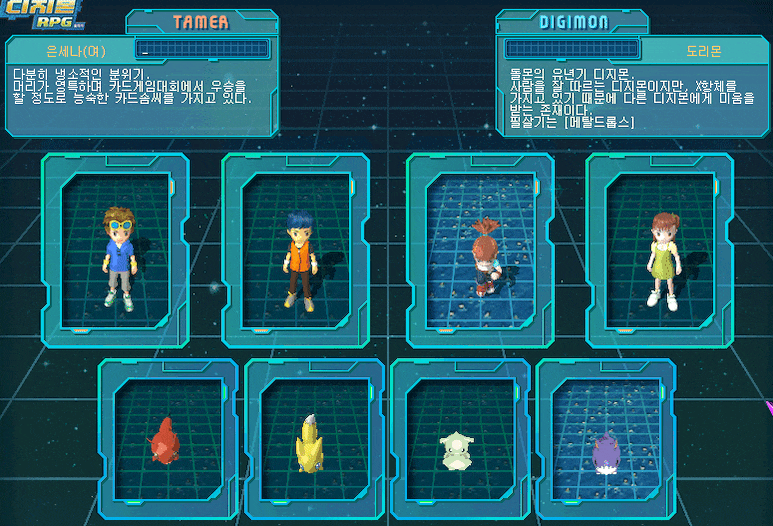 디지몬
RPG
TAMER
은세나(여)
다분히 냉소적인 분위기.
머리가 영특하며 카드게임대회에서 우승을
할 정도로 능숙한 카드솜씨를 가지고 있다.
DIGIMON
도리몬
돌몬의 유년기 디지몬.
사람을 잘 따르는 디지몬이지만, X항체를
가지고 있기 때문에 다른 디지몬에게 미움을
받는 존재이다.
필살기는 [메탈드롭스]